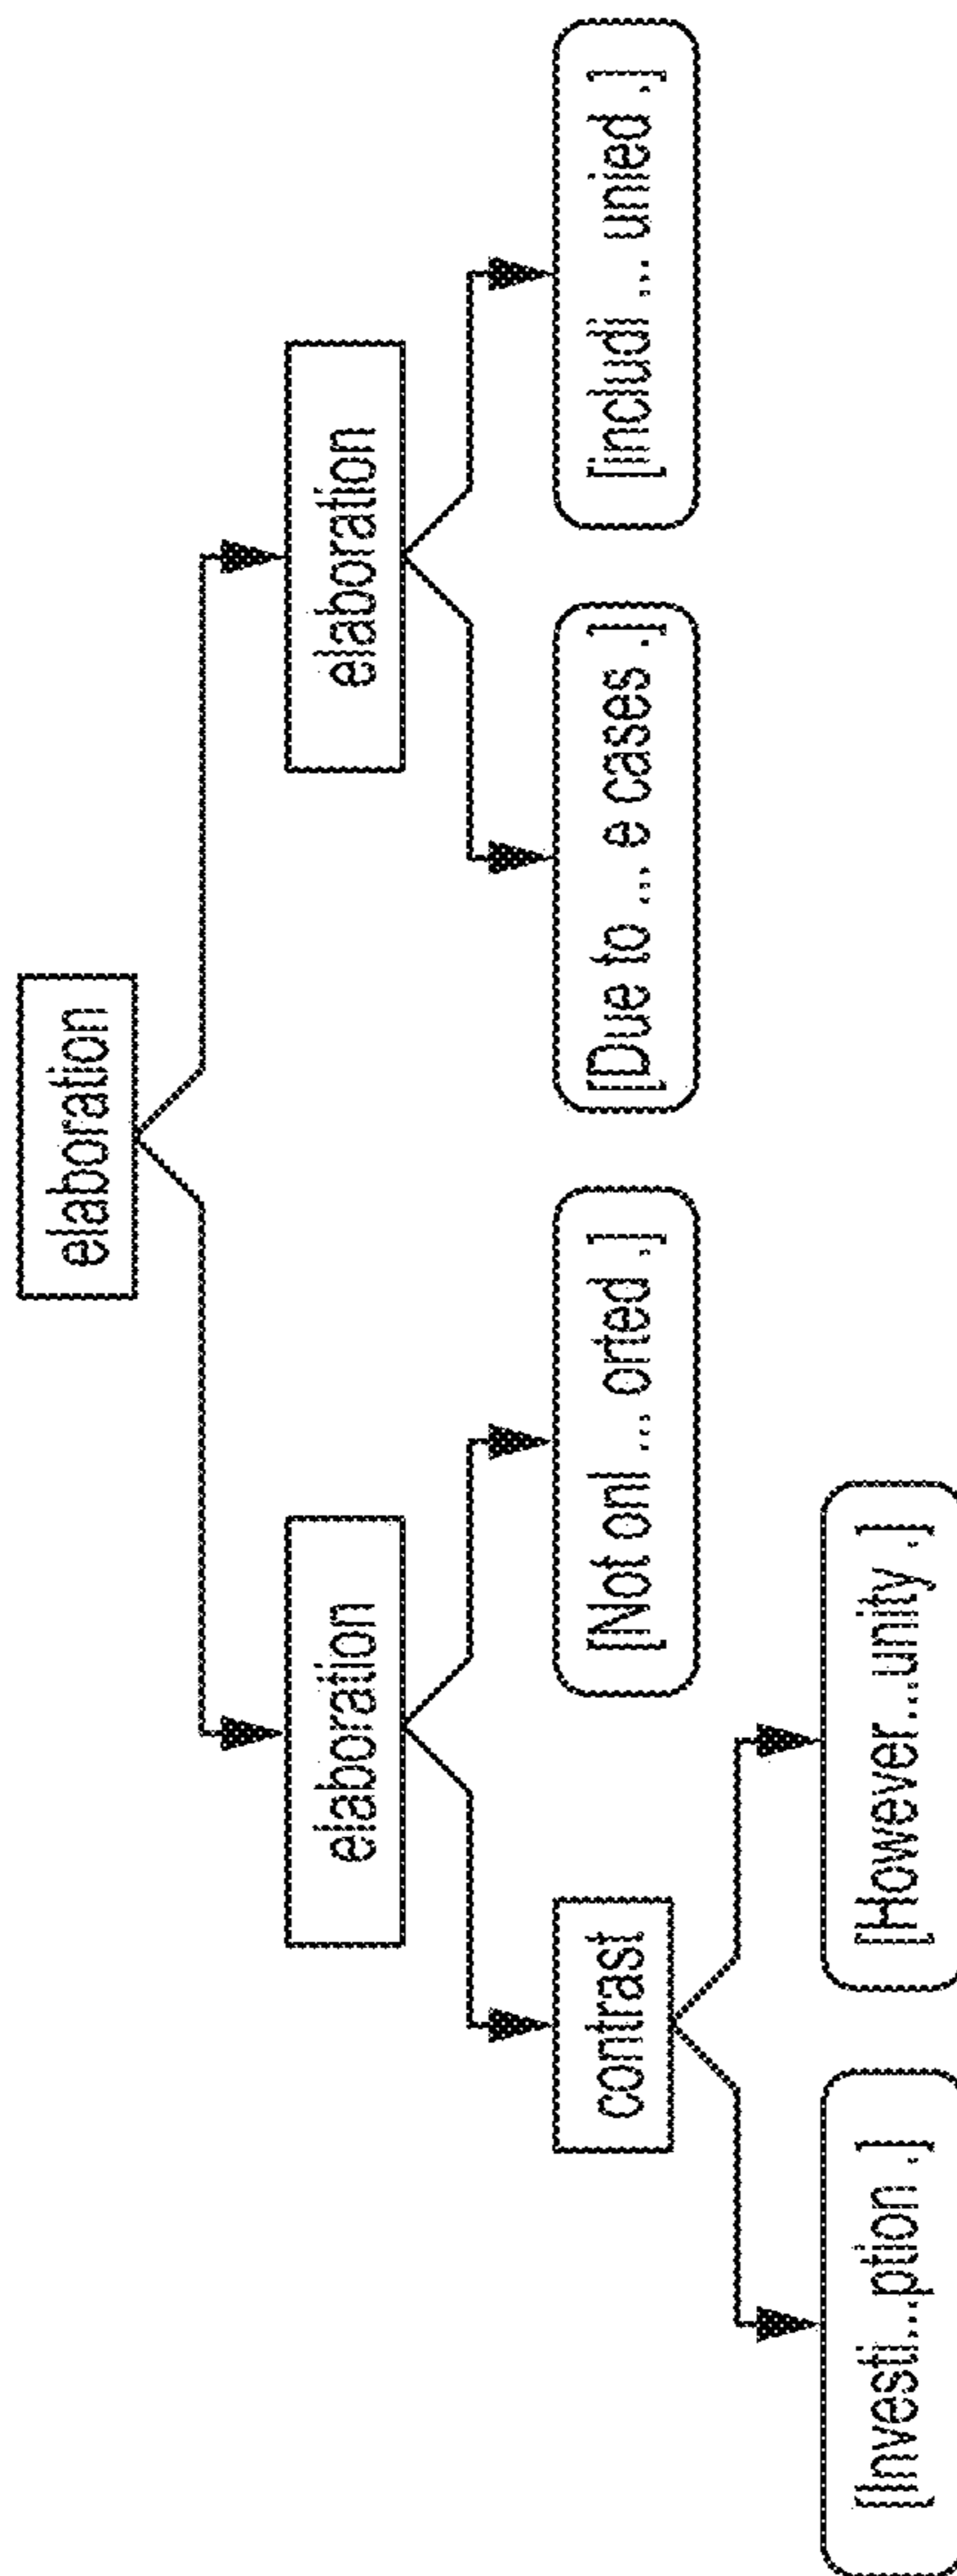 elaboration
elaboration
elaboration
contrast
[Not onl ... orted ,]
[Due to ... e cases .]
[includi ... unied ,]
[Investi...ption .]
[However...unity .]